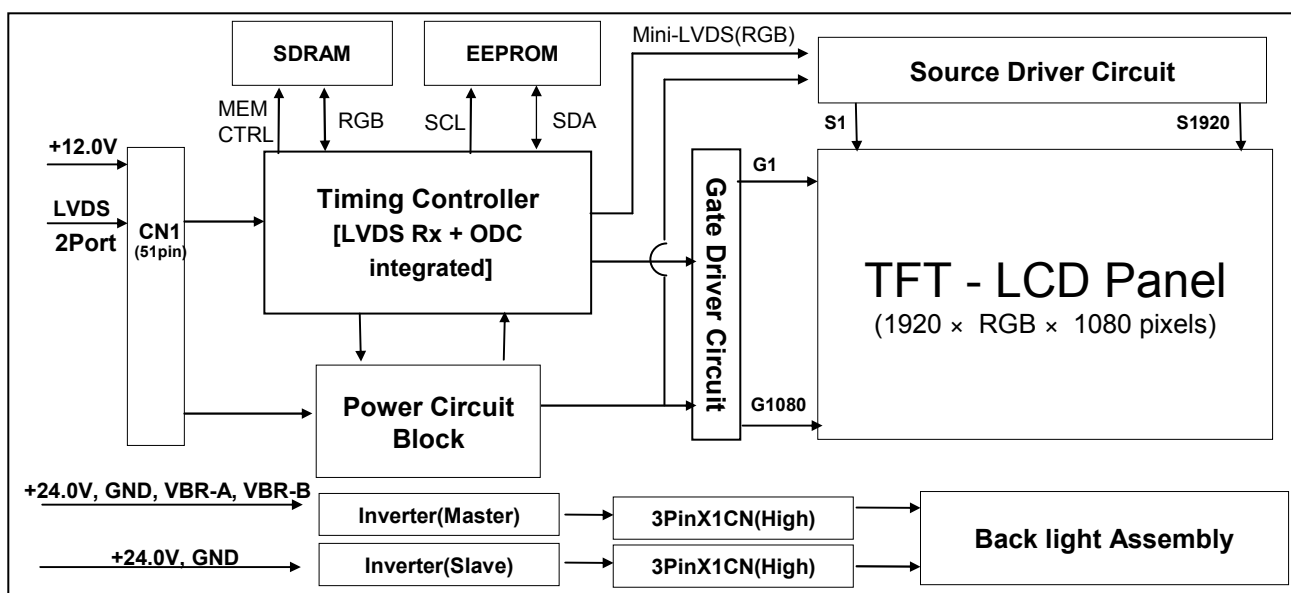 SDRAM
EEPROM
Mini-LVDS(RGB)
Source Driver Circuit
MEM
CTRL
RGB
SCL
SDA
S1
S1920
+12.0V
LVDS
2Port
CN1
(51pin)
Timing Controller
[LVDS Rx + ODC
integrated]
Gate Driver Circuit
G1
G1080
TFT - LCD Panel
(1920 × RGB × 1080 pixels)
Power Circuit
Block
+24.0V, GND, VBR-A, VBR-B
Inverter(Master)
3PinX1CN(High)
Back light Assembly
+24.0V, GND
Inverter(Slave)
3PinX1CN(High)